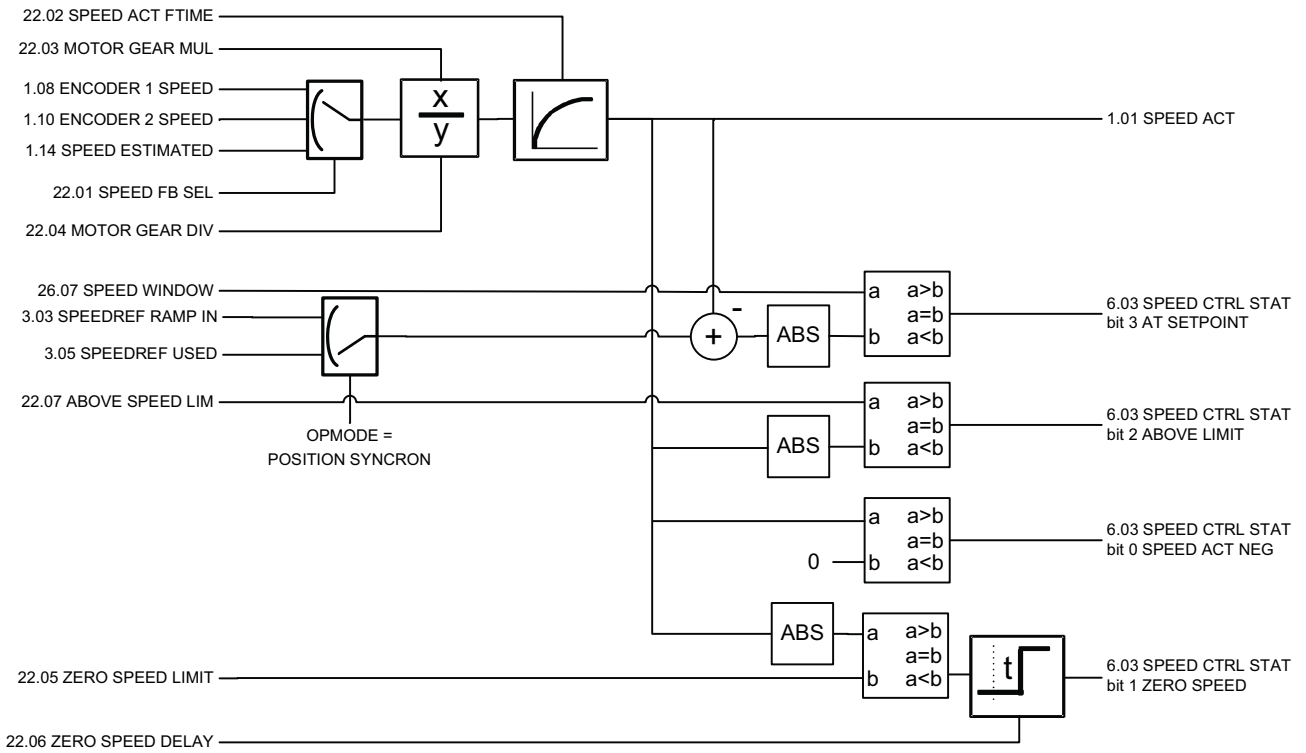 22.02 SPEED ACT FTIME
22.03 MOTOR GEAR MUL
1.08 ENCODER 1 SPEED
1.10 ENCODER 2 SPEED
1.14 SPEED ESTIMATED
22.01 SPEED FB SEL
22.04 MOTOR GEAR DIV
x
y
1.01 SPEED ACT
26.07 SPEED WINDOW
3.03 SPEEDREF RAMP IN
3.05 SPEEDREF USED
OPMODE =
POSITION SYNCRON
-
+
ABS
a a>b
a=b
b a<b
6.03 SPEED CTRL STAT
bit 3 AT SETPOINT
22.07 ABOVE SPEED LIM
ABS
a a>b
a=b
b a<b
6.03 SPEED CTRL STAT
bit 2 ABOVE LIMIT
0
a a>b
a=b
b a<b
6.03 SPEED CTRL STAT
bit 0 SPEED ACT NEG
ABS
a a>b
a=b
b a<b
t
6.03 SPEED CTRL STAT
bit 1 ZERO SPEED
22.05 ZERO SPEED LIMIT
22.06 ZERO SPEED DELAY